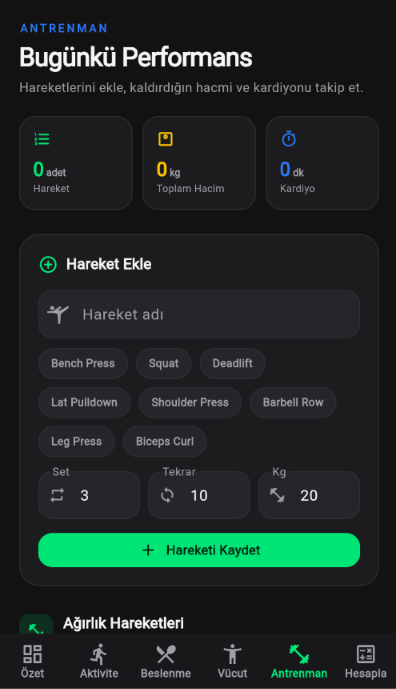 ANTRENMAN
Bugünkü Performans
Hareketlerini ekle, kaldırdığın hacmi ve kardiyonu takip et.
0 adet
Hareket
0 kg
Toplam Hacim
0 dk
Kardiyo
Hareket Ekle
Hareket adı
Bench Press
Squat
Deadlift
Lat Pulldown
Shoulder Press
Barbell Row
Leg Press
Biceps Curl
Set
3
Tekrar
10
Kg
20
+ Hareketi Kaydet
Ağırlık Hareketleri
Özet
Aktivite
Beslenme
Vücut
Antrenman
Hesapla